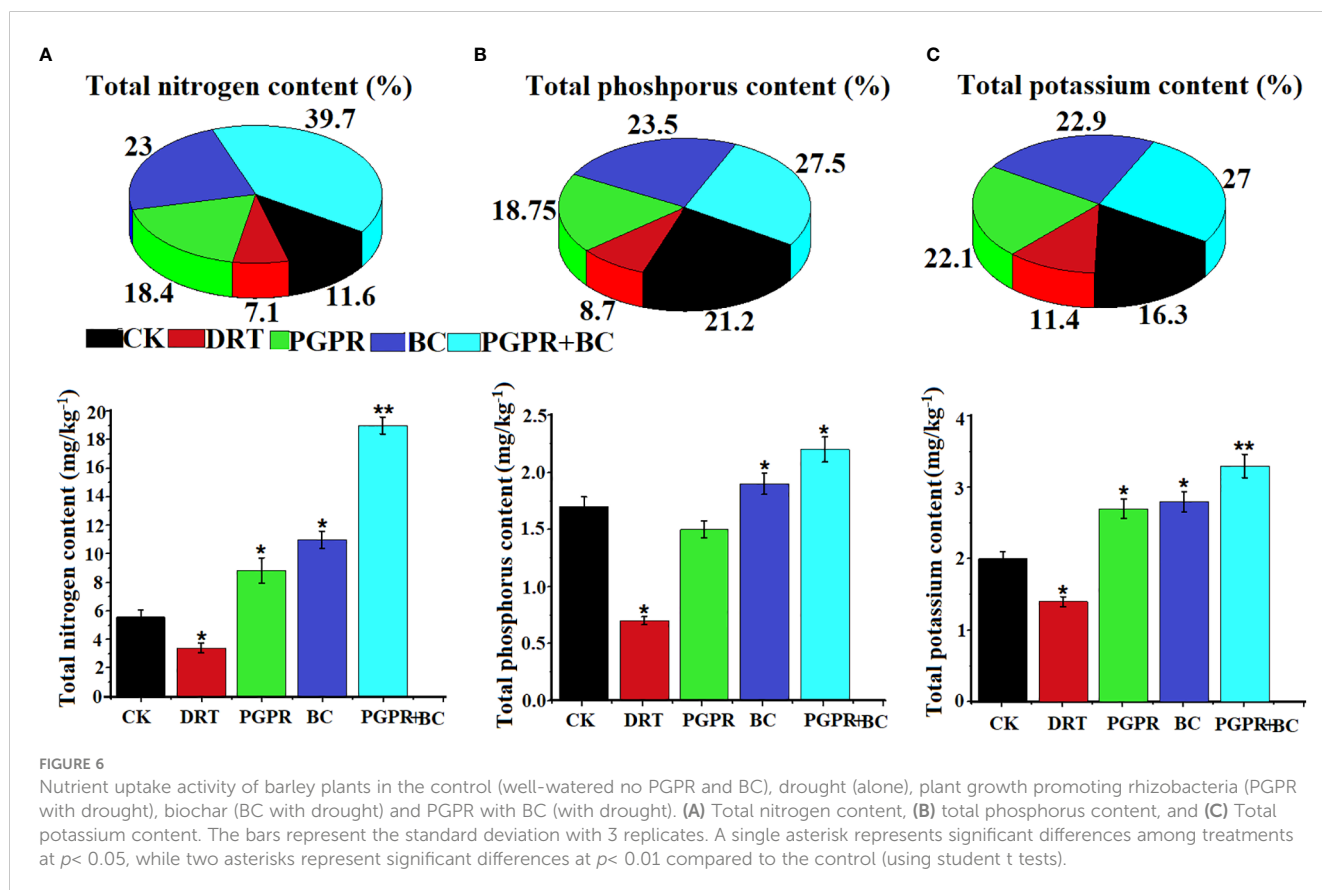 A
B
C
Total nitrogen content (%)
Total phoshporus content (%)
Total potassium content (%)
39.7
23
18.4
7.1
11.6
23.5
27.5
18.75
8.7
21.2
22.9
27
22.1
11.4
16.3
CK DRT PGPR BC PGPR+BC
Total nitrogen content (mg/kg⁻¹)
20
18
16
14
12
10
8
6
4
2
0
*
*
*
**
CK DRT PGPR BC PGPR+BC
Total phosphorus content (mg/kg⁻¹)
2.5
2.0
1.5
1.0
0.5
0.0
*
*
*
CK DRT PGPR BC PGPR+BC
Total potassium content (mg/kg⁻¹)
4
3
2
1
0
*
*
*
**
CK DRT PGPR BC PGPR+BC
FIGURE 6
Nutrient uptake activity of barley plants in the control (well-watered no PGPR and BC), drought (alone), plant growth promoting rhizobacteria (PGPR
with drought), biochar (BC with drought) and PGPR with BC (with drought). (A) Total nitrogen content, (B) total phosphorus content, and (C) Total
potassium content. The bars represent the standard deviation with 3 replicates. A single asterisk represents significant differences among treatments
at p< 0.05, while two asterisks represent significant differences at p< 0.01 compared to the control (using student t tests).